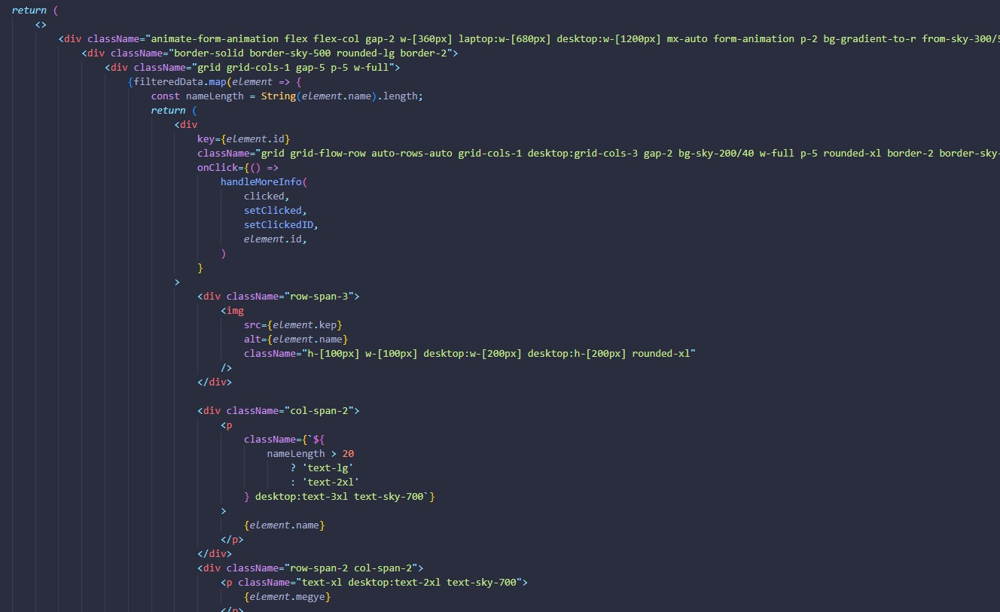 return (
<>
<div className="animate-form-animation flex flex-col gap-2 w-[360px] laptop:w-[680px] desktop:w-[1200px] mx-auto form-animation p-2 bg-gradient-to-r from-sky-300/5
<div className="border-solid border-sky-500 rounded-lg border-2">
<div className="grid grid-cols-1 gap-5 p-5 w-full">
{filteredData.map(element => {
const nameLength = String(element.name).length;
return (
<div
key={element.id}
className="grid grid-flow-row auto-rows-auto grid-cols-1 desktop:grid-cols-3 gap-2 bg-sky-200/40 w-full p-5 rounded-xl border-2 border-sky-
onClick={() =>
handleMoreInfo(
clicked,
setClicked,
setClickedID,
element.id,
)
}
>
<div className="row-span-3">
<img
src={element.kep}
alt={element.name}
className="h-[100px] w-[100px] desktop:w-[200px] desktop:h-[200px] rounded-xl"
/>
</div>
<div className="col-span-2">
<p
className={`${
nameLength > 20
? 'text-lg'
: 'text-2xl'
} desktop:text-3xl text-sky-700`}
>
{element.name}
</p>
</div>
<div className="row-span-2 col-span-2">
<p className="text-xl desktop:text-2xl text-sky-700">
{element.megye}
</p>